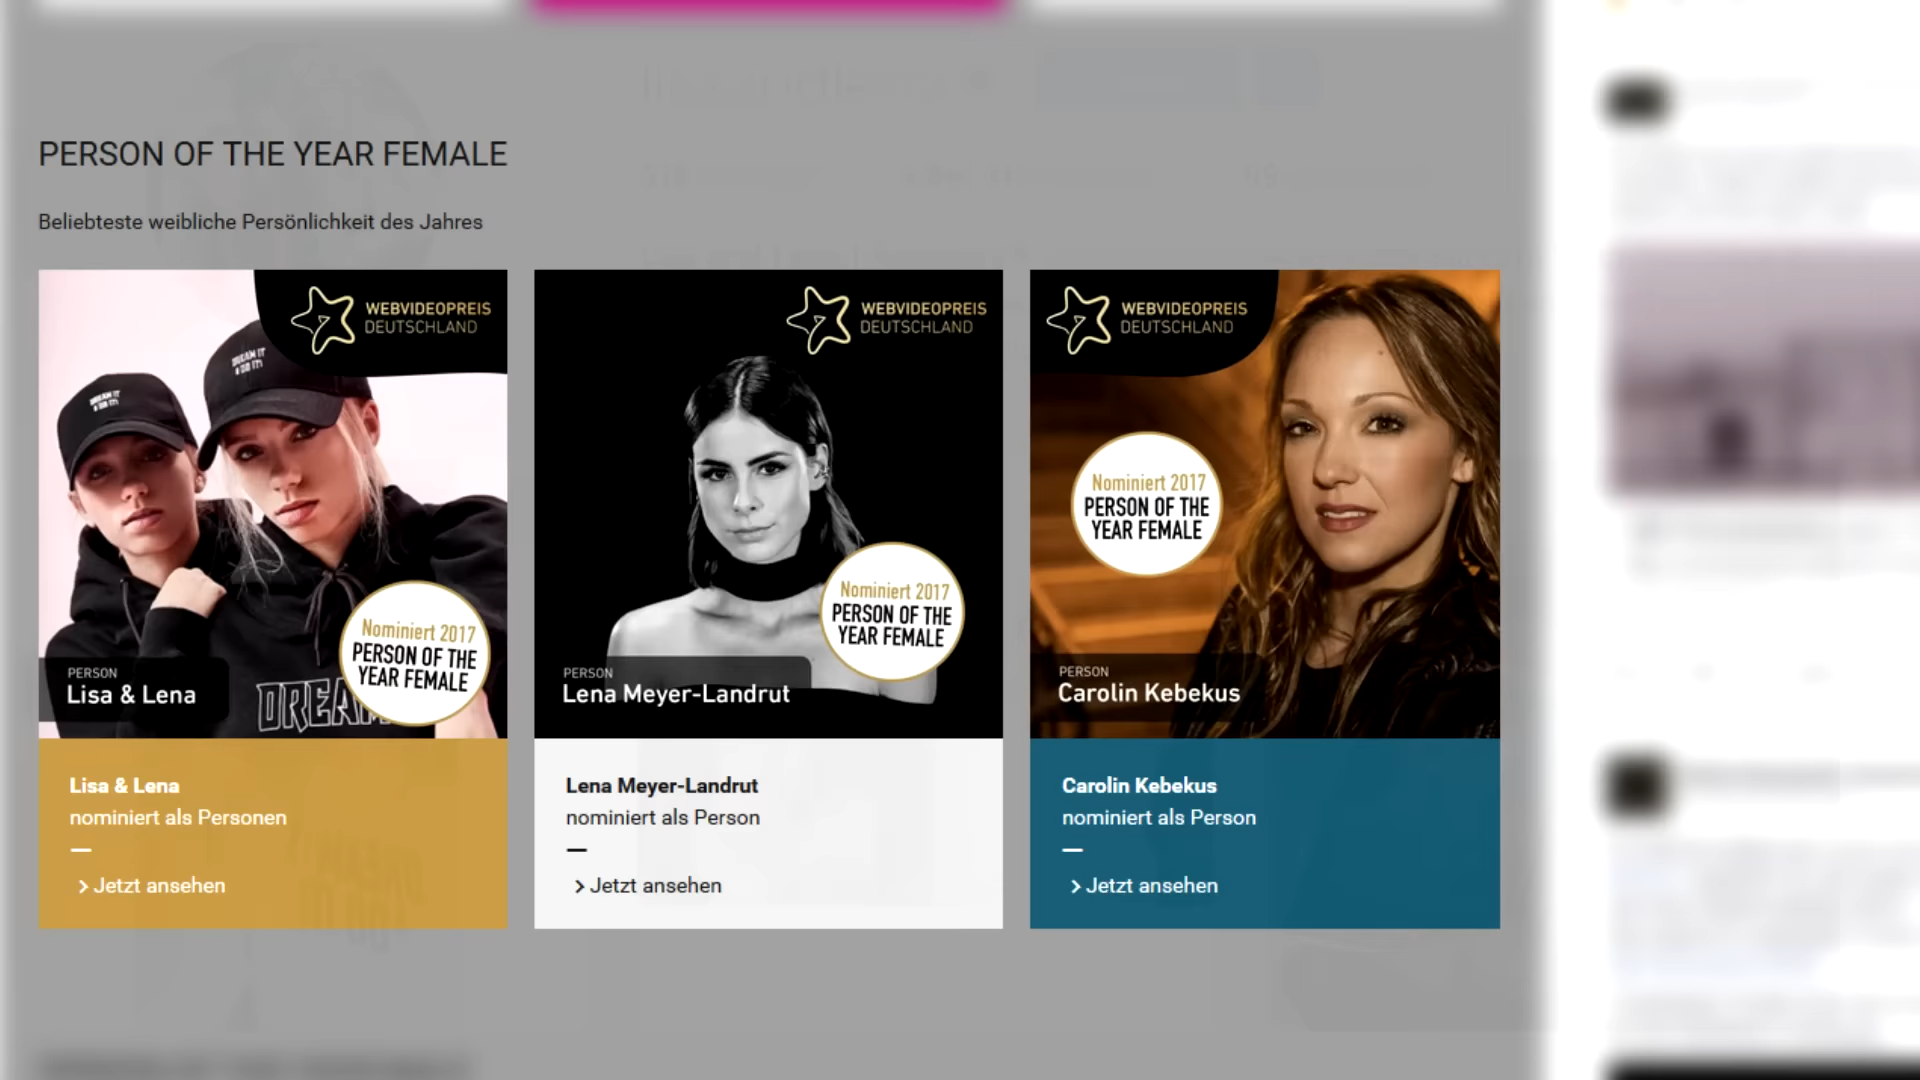 PERSON OF THE YEAR FEMALE
Beliebteste weibliche Persönlichkeit des Jahres
WEBVIDEOPREIS
DEUTSCHLAND
DREAM IT
& DO IT!
DREAM IT
& DO IT!
Nominiert 2017
PERSON OF THE
YEAR FEMALE
PERSON
Lisa & Lena
DREAM
Lisa & Lena
nominiert als Personen
Jetzt ansehen
WEBVIDEOPREIS
DEUTSCHLAND
Nominiert 2017
PERSON OF THE
YEAR FEMALE
PERSON
Lena Meyer-Landrut
Lena Meyer-Landrut
nominiert als Person
Jetzt ansehen
WEBVIDEOPREIS
DEUTSCHLAND
Nominiert 2017
PERSON OF THE
YEAR FEMALE
PERSON
Carolin Kebekus
Carolin Kebekus
nominiert als Person
Jetzt ansehen